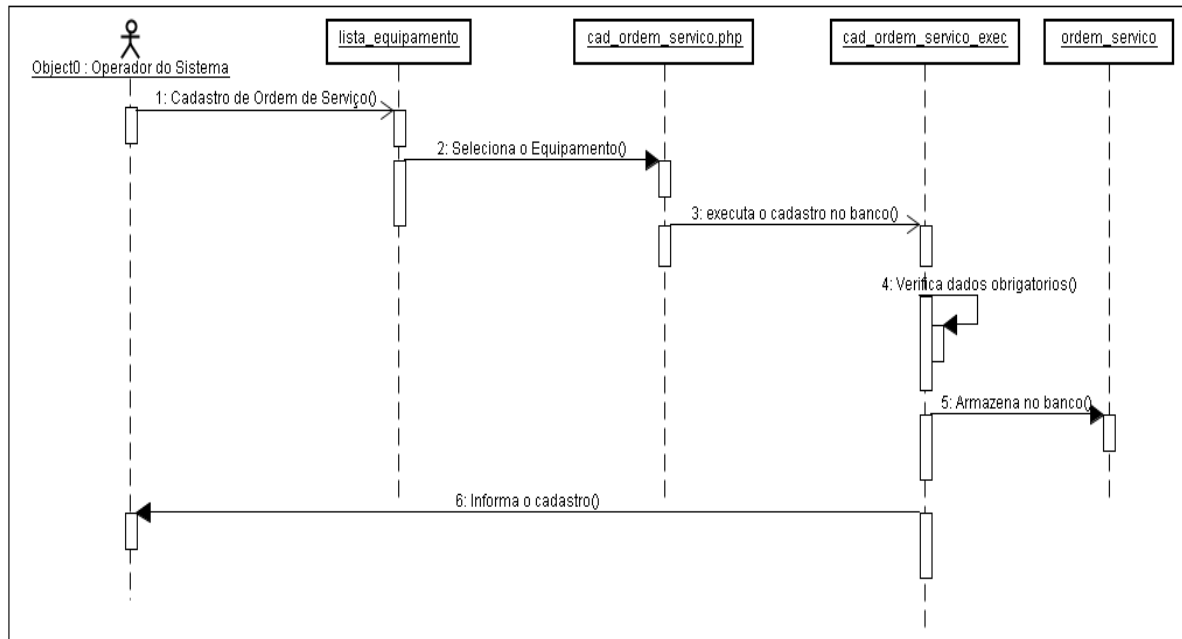 lista_equipamento
cad_ordem_servico.php
cad_ordem_servico_exec
ordem_servico
Object0 : Operador do Sistema
1: Cadastro de Ordem de Serviço()
2: Seleciona o Equipamento()
3: executa o cadastro no banco()
4: Verifica dados obrigatorios()
5: Armazena no banco()
6: Informa o cadastro()